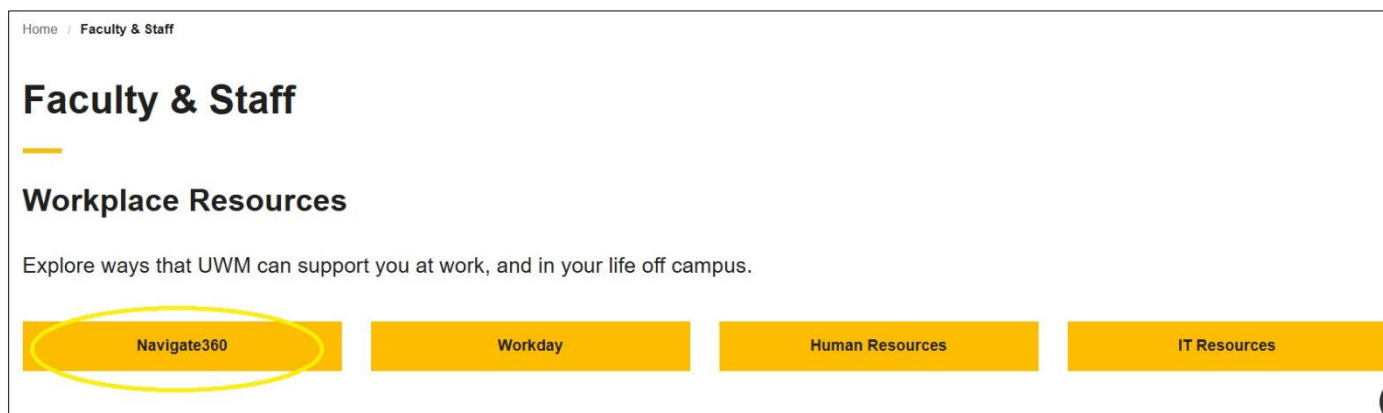 Home / Faculty & Staff
Faculty & Staff
Workplace Resources
Explore ways that UWM can support you at work, and in your life off campus.
Navigate360 Workday Human Resources IT Resources